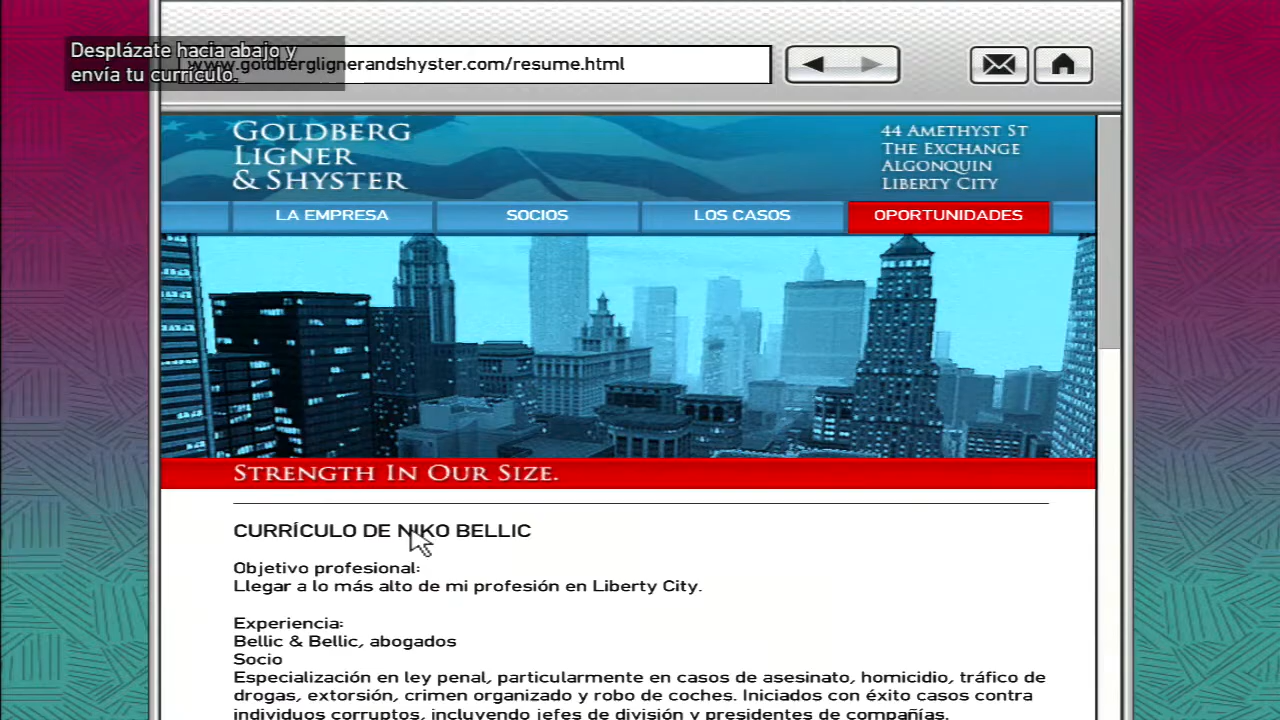 Desplázate hacia abajo y
envía tu currículo.
www.goldberglignerandshyster.com/resume.html
GOLDBERG
LIGNER
& SHYSTER
44 AMETHYST ST
THE EXCHANGE
ALGONQUIN
LIBERTY CITY
LA EMPRESA
SOCIOS
LOS CASOS
OPORTUNIDADES
STRENGTH IN OUR SIZE.
CURRÍCULO DE NIKO BELLIC
Objetivo profesional:
Llegar a lo más alto de mi profesión en Liberty City.
Experiencia:
Bellic & Bellic, abogados
Socio
Especialización en ley penal, particularmente en casos de asesinato, homicidio, tráfico de
drogas, extorsión, crimen organizado y robo de coches. Iniciados con éxito casos contra
individuos corruptos, incluyendo jefes de división y presidentes de compañías.